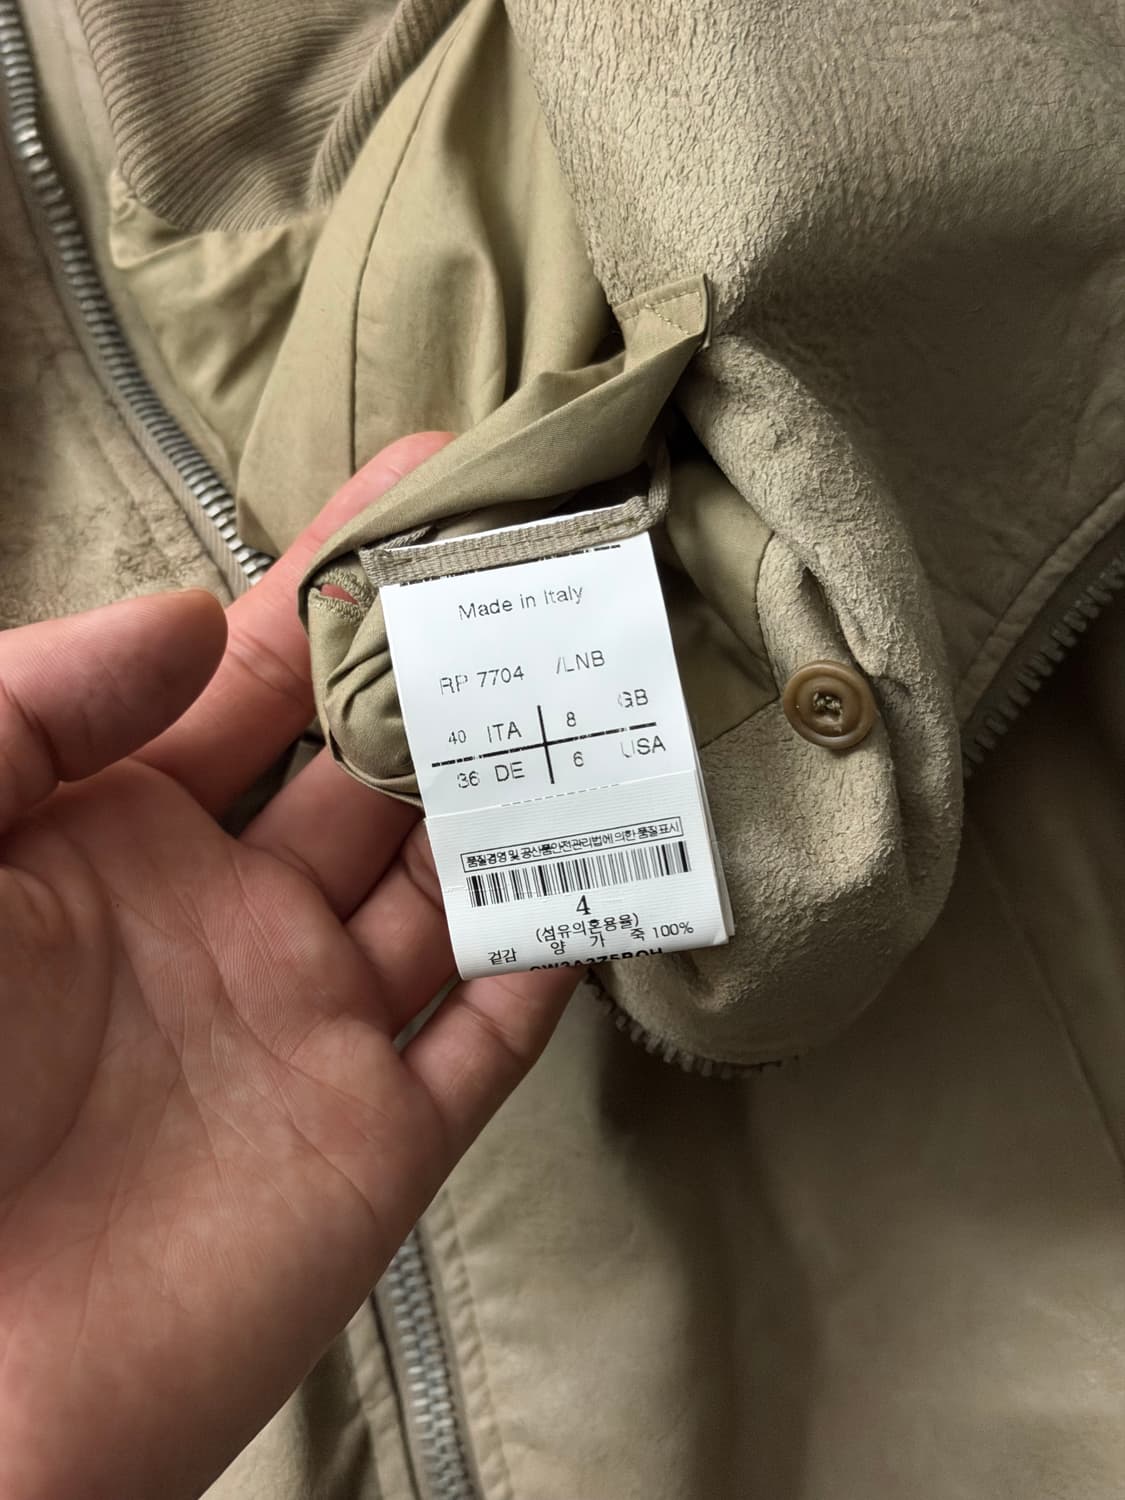 Made in Italy
RP 7704 /LNB
40 ITA 8 GB
36 DE 6 USA
품질경영 및 공산품안전관리법에 의한 품질표시
4
(섬유의혼용율)
겉감 양 가 죽 100%